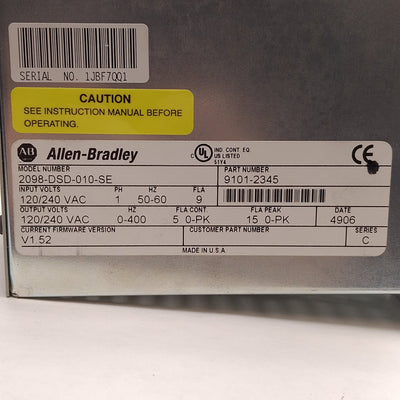 SERIAL NO. 1JBF7QQ1
CAUTION
SEE INSTRUCTION MANUAL BEFORE
OPERATING.
AB Allen-Bradley
C UL US IND CONT. EQ.
LISTED
51Y4
CE
MODEL NUMBER PART NUMBER
2098-DSD-010-SE 9101-2345
INPUT VOLTS PH HZ FLA
120/240 VAC 1 50-60 9
OUTPUT VOLTS HZ FLA CONT. FLA PEAK DATE
120/240 VAC 0-400 5 0-PK 15 0-PK 4906
CURRENT FIRMWARE VERSION CUSTOMER PART NUMBER SERIES
V1.52 C
MADE IN U.S.A.